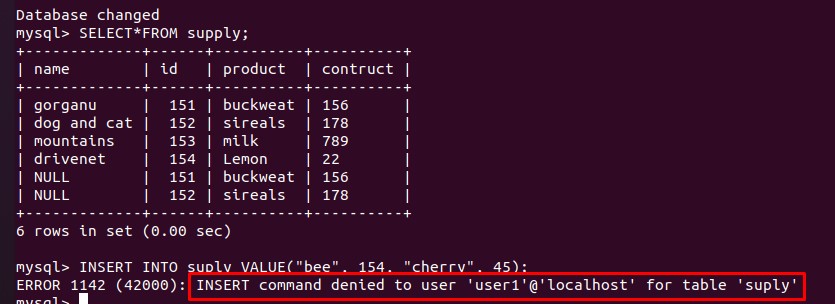 Database changed
mysql> SELECT*FROM supply;
+-------------+------+----------+----------+
| name        | id   | product  | contruct |
+-------------+------+----------+----------+
| gorganu     |  151 | buckweat | 156      |
| dog and cat |  152 | sireals  | 178      |
| mountains   |  153 | milk     | 789      |
| drivenet    |  154 | Lemon    | 22       |
| NULL        |  151 | buckweat | 156      |
| NULL        |  152 | sireals  | 178      |
+-------------+------+----------+----------+
6 rows in set (0.00 sec)
mysql> INSERT INTO suply VALUE("bee", 154, "cherry", 45);
ERROR 1142 (42000): INSERT command denied to user 'user1'@'localhost' for table 'suply'
mysql>